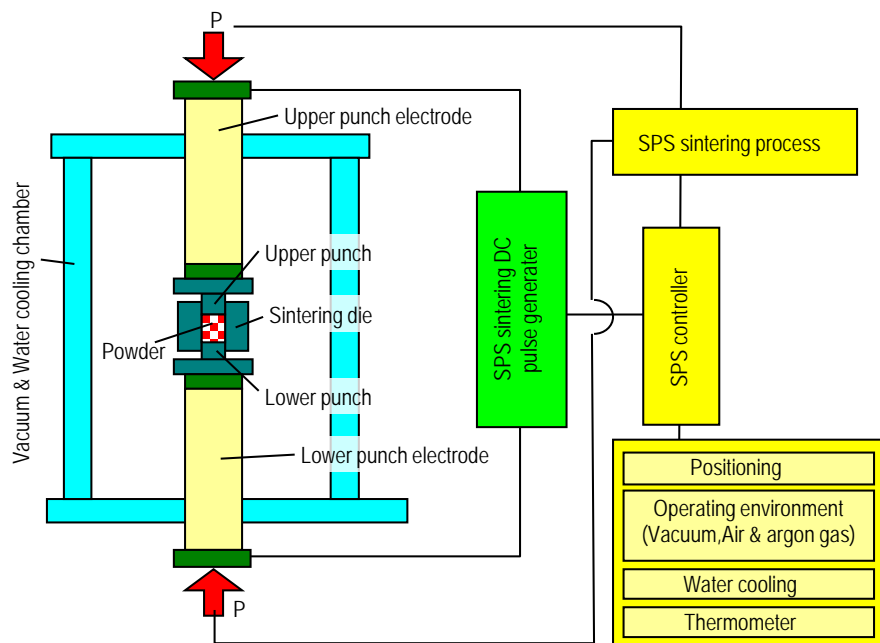 P
Upper punch electrode
SPS sintering process
Vacuum & Water cooling chamber
Upper punch
SPS sintering DC
pulse generater
SPS controller
Sintering die
Powder
Lower punch
Lower punch electrode
Positioning
Operating environment
(Vacuum,Air & argon gas)
Water cooling
Thermometer
P